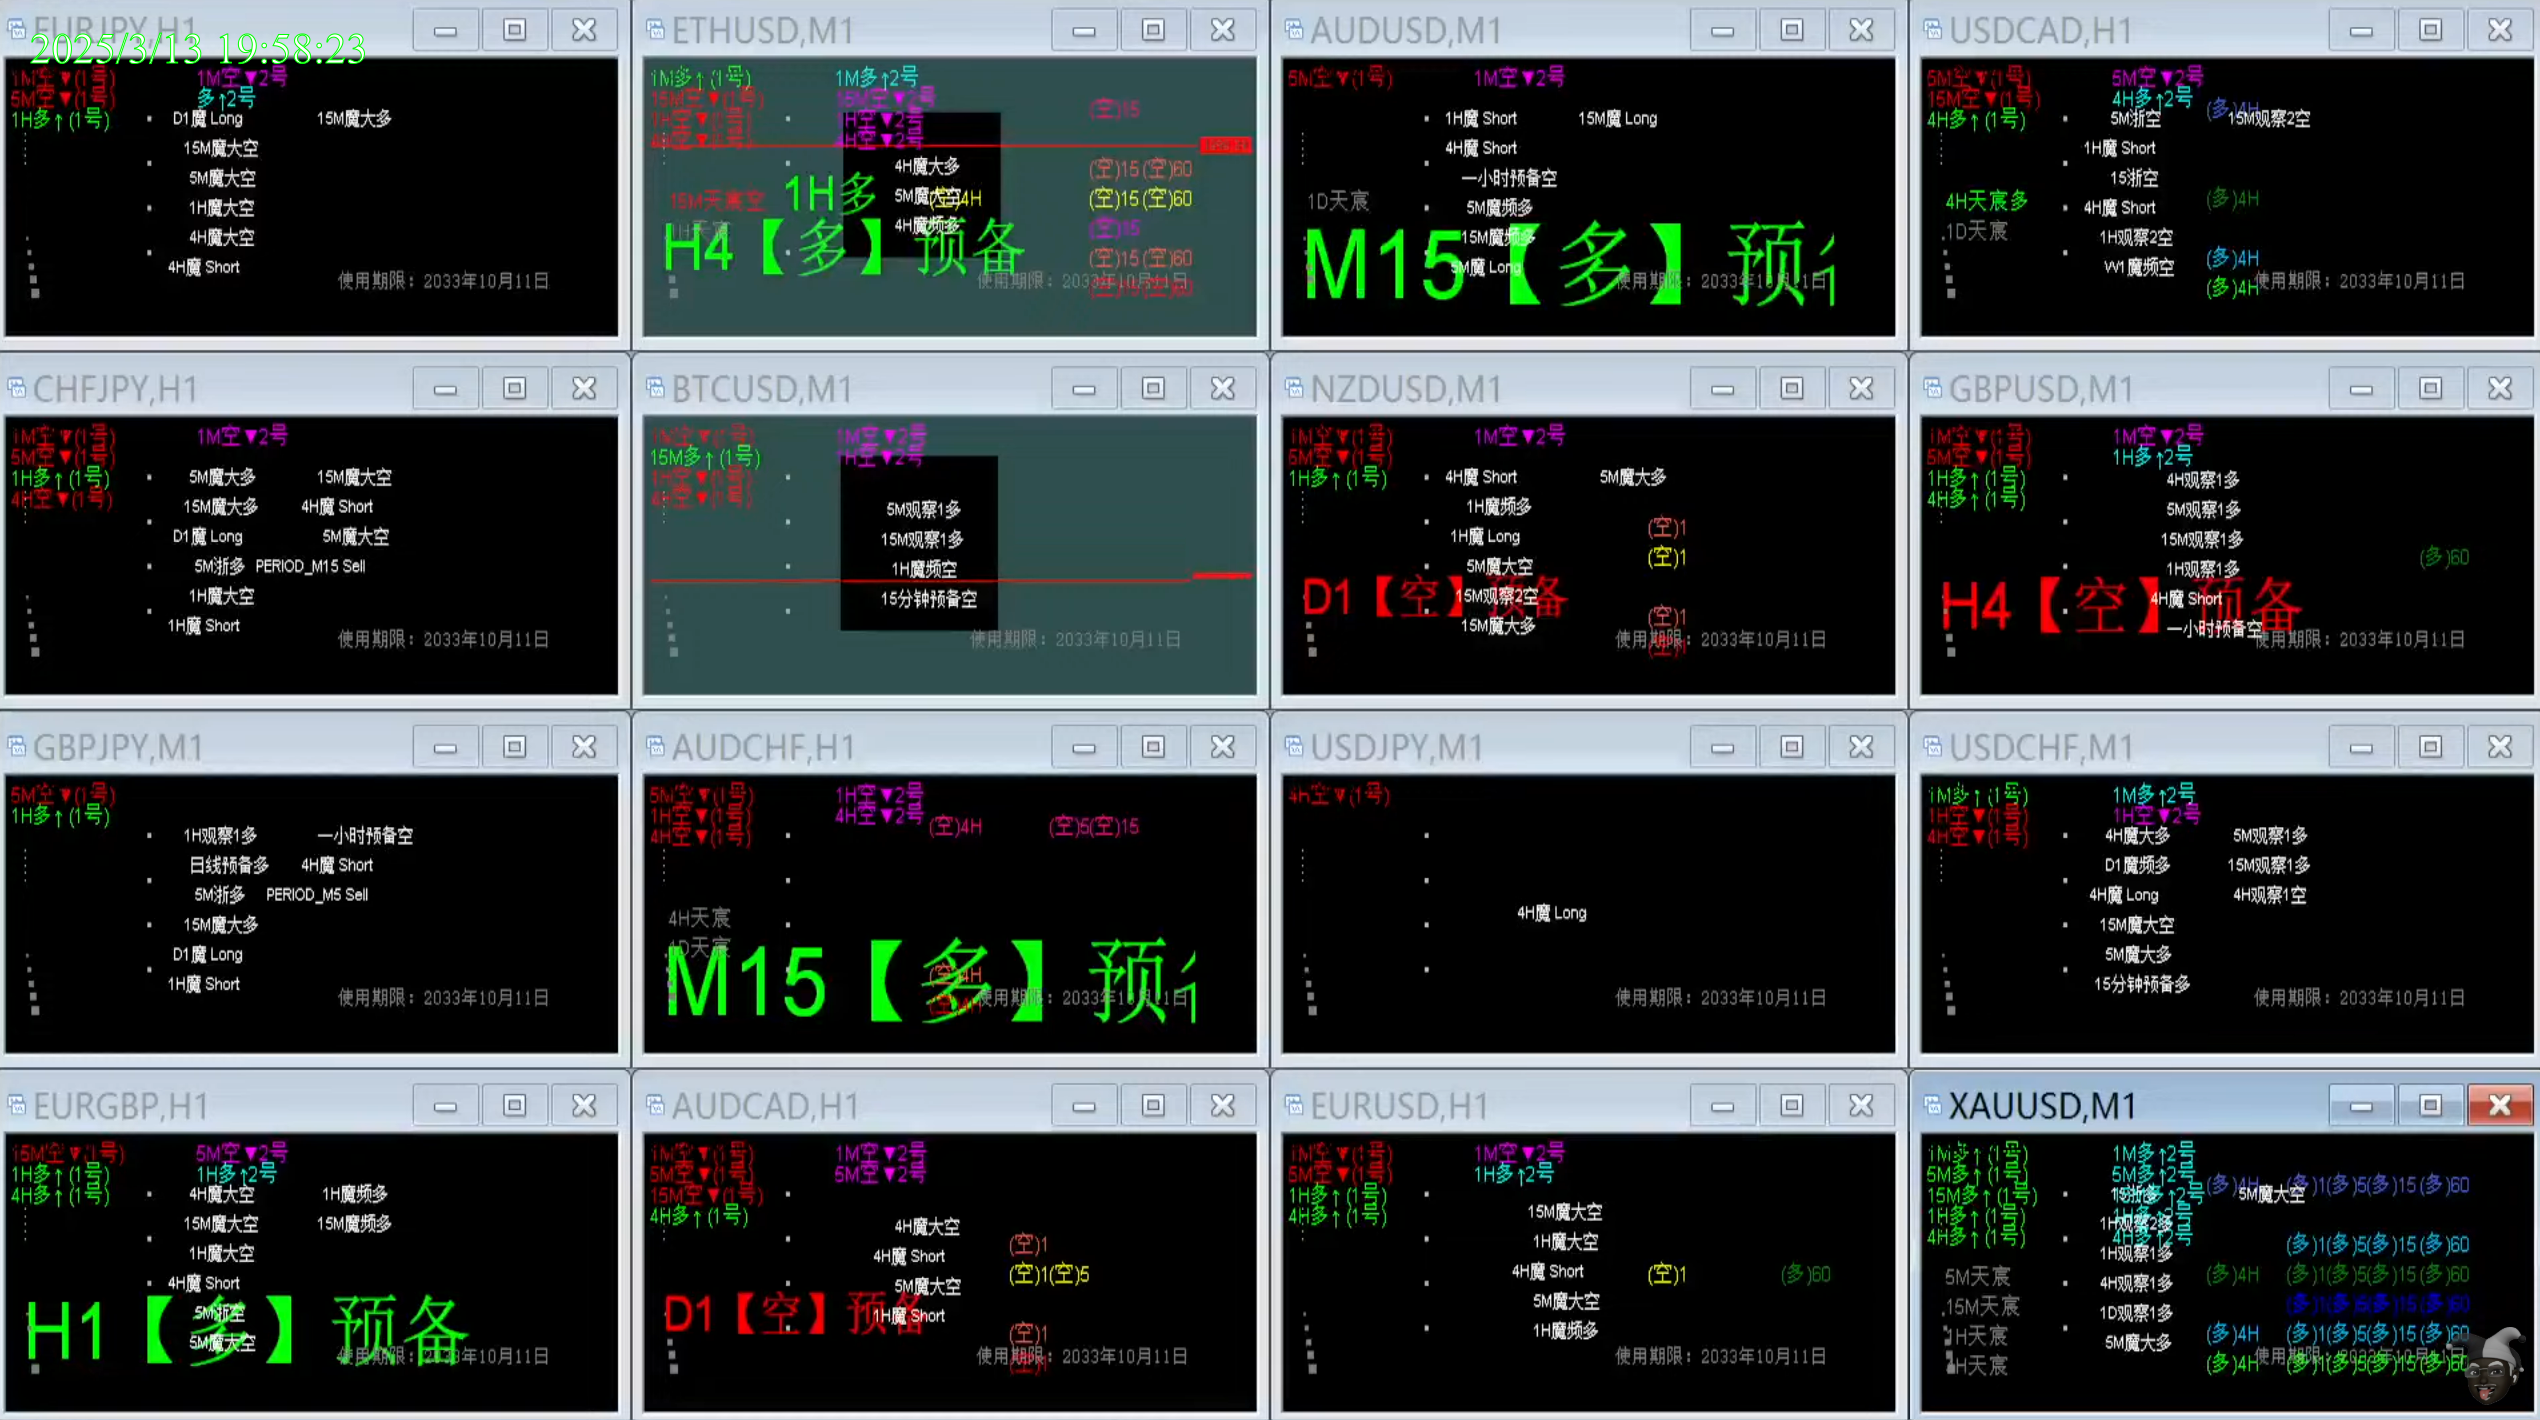 EURJPY,H1
2025/3/13 19:58:23
1M空▼(1号) 1M空▼2号
5M空▼(1号) 多↑2号
1H多↑(1号) D1魔 Long 15M魔大多
15M魔大空
5M魔大空
1H魔大空
4H魔大空
4H魔 Short
使用期限：2033年10月11日
ETHUSD,M1
1M多↑(1号) 1M多↑2号
15M空▼(1号) 15M空▼2号 (空)15
1H空▼(1号) 1H空▼2号
4H空▼(1号) 4H空▼2号
4H魔大多 (空)15 (空)60
15M天宸空 1H多 5M魔大空 (空)4H (空)15 (空)60
1H天宸 4H魔频多 (空)15
H4【多】预备 (空)15 (空)60
使用期限：2033年10月11日
(空)15 (空)60
AUDUSD,M1
5M空▼(1号) 1M空▼2号
1H魔 Short 15M魔 Long
4H魔 Short
一小时预备空
1D天宸 5M魔频多
15M魔频多
M15【多】预
5M魔 Long
使用期限：2033年10月11日
USDCAD,H1
5M空▼(1号) 5M空▼2号
15M空▼(1号) 4H多↑2号 (多)4H
4H多↑(1号) 5M浙空 15M观察2空
1H魔 Short
15浙空
4H天宸多 4H魔 Short (多)4H
1D天宸 1H观察2空
W1魔频空 (多)4H
(多)4H 使用期限：2033年10月11日
CHFJPY,H1
1M空▼(1号) 1M空▼2号
5M空▼(1号)
1H多↑(1号) 5M魔大多 15M魔大空
4H空▼(1号) 15M魔大多 4H魔 Short
D1魔 Long 5M魔大空
5M浙多 PERIOD_M15 Sell
1H魔大空
1H魔 Short
使用期限：2033年10月11日
BTCUSD,M1
1M空▼(1号) 1M空▼2号
15M多↑(1号) 1H空▼2号
1H空▼(1号)
4H空▼(1号)
5M观察1多
15M观察1多
1H魔频空
15分钟预备空
使用期限：2033年10月11日
NZDUSD,M1
1M空▼(1号) 1M空▼2号
5M空▼(1号)
1H多↑(1号) 4H魔 Short 5M魔大多
1H魔频多
1H魔 Long (空)1
5M魔大空 (空)1
D1【空】预备
15M观察2空
15M魔大多 (空)1
使用期限：2033年10月11日
(空)1
GBPUSD,M1
1M空▼(1号) 1M空▼2号
5M空▼(1号) 1H多↑2号
1H多↑(1号) 4H观察1多
4H多↑(1号) 5M观察1多
15M观察1多 (多)60
1H观察1多
H4【空】预备
4H魔 Short
一小时预备空
使用期限：2033年10月11日
GBPJPY,M1
5M空▼(1号)
1H多↑(1号)
1H观察1多 一小时预备空
日线预备多 4H魔 Short
5M浙多 PERIOD_M5 Sell
15M魔大多
D1魔 Long
1H魔 Short
使用期限：2033年10月11日
AUDCHF,H1
5M空▼(1号) 1H空▼2号
1H空▼(1号) 4H空▼2号
4H空▼(1号) (空)4H (空)5(空)15
4H天宸
1D天宸
M15【多】预
(空)4H
使用期限：2033年10月11日
(空)4H
USDJPY,M1
4H空▼(1号)
4H魔 Long
使用期限：2033年10月11日
USDCHF,M1
1M多↑(1号) 1M多↑2号
1H空▼(1号) 1H空▼2号
4H空▼(1号) 4H魔大多 5M观察1多
D1魔频多 15M观察1多
4H魔 Long 4H观察1空
15M魔大空
5M魔大多
15分钟预备多
使用期限：2033年10月11日
EURGBP,H1
15M空▼(1号) 5M空▼2号
1H多↑(1号) 1H多↑2号
4H多↑(1号) 4H魔大空 1H魔频多
15M魔大空 15M魔频多
1H魔大空
4H魔 Short
5M浙空
H1【多】预备
5M魔大空
使用期限：2033年10月11日
AUDCAD,H1
1M空▼(1号) 1M空▼2号
5M空▼(1号) 5M空▼2号
15M空▼(1号)
4H多↑(1号) 4H魔大空
4H魔 Short (空)1
5M魔大空 (空)1(空)5
D1【空】预备
1H魔 Short
(空)1
使用期限：2033年10月11日
(空)1
EURUSD,H1
1M空▼(1号) 1M空▼2号
5M空▼(1号) 1H多↑2号
1H多↑(1号)
4H多↑(1号) 15M魔大空
1H魔大空
4H魔 Short (空)1 (多)60
5M魔大空
1H魔频多
使用期限：2033年10月11日
XAUUSD,M1
1M多↑(1号) 1M多↑2号
5M多↑(1号) 5M多↑2号 (多)4H (多)1(多)5(多)15(多)60
15M多↑(1号) 5M魔大空
1H多↑(1号) 1H观察2多
4H多↑(1号) 4H多↑2号 (多)1(多)5(多)15(多)60
1H观察1多
5M天宸 4H观察1多 (多)4H (多)1(多)5(多)15(多)60
15M天宸 1D观察1多 (多)1(多)5(多)15(多)60
1H天宸 5M魔大多 (多)4H (多)1(多)5(多)15(多)60
使用期限：2033年10月11日
4H天宸 (多)4H (多)1(多)5(多)15(多)60